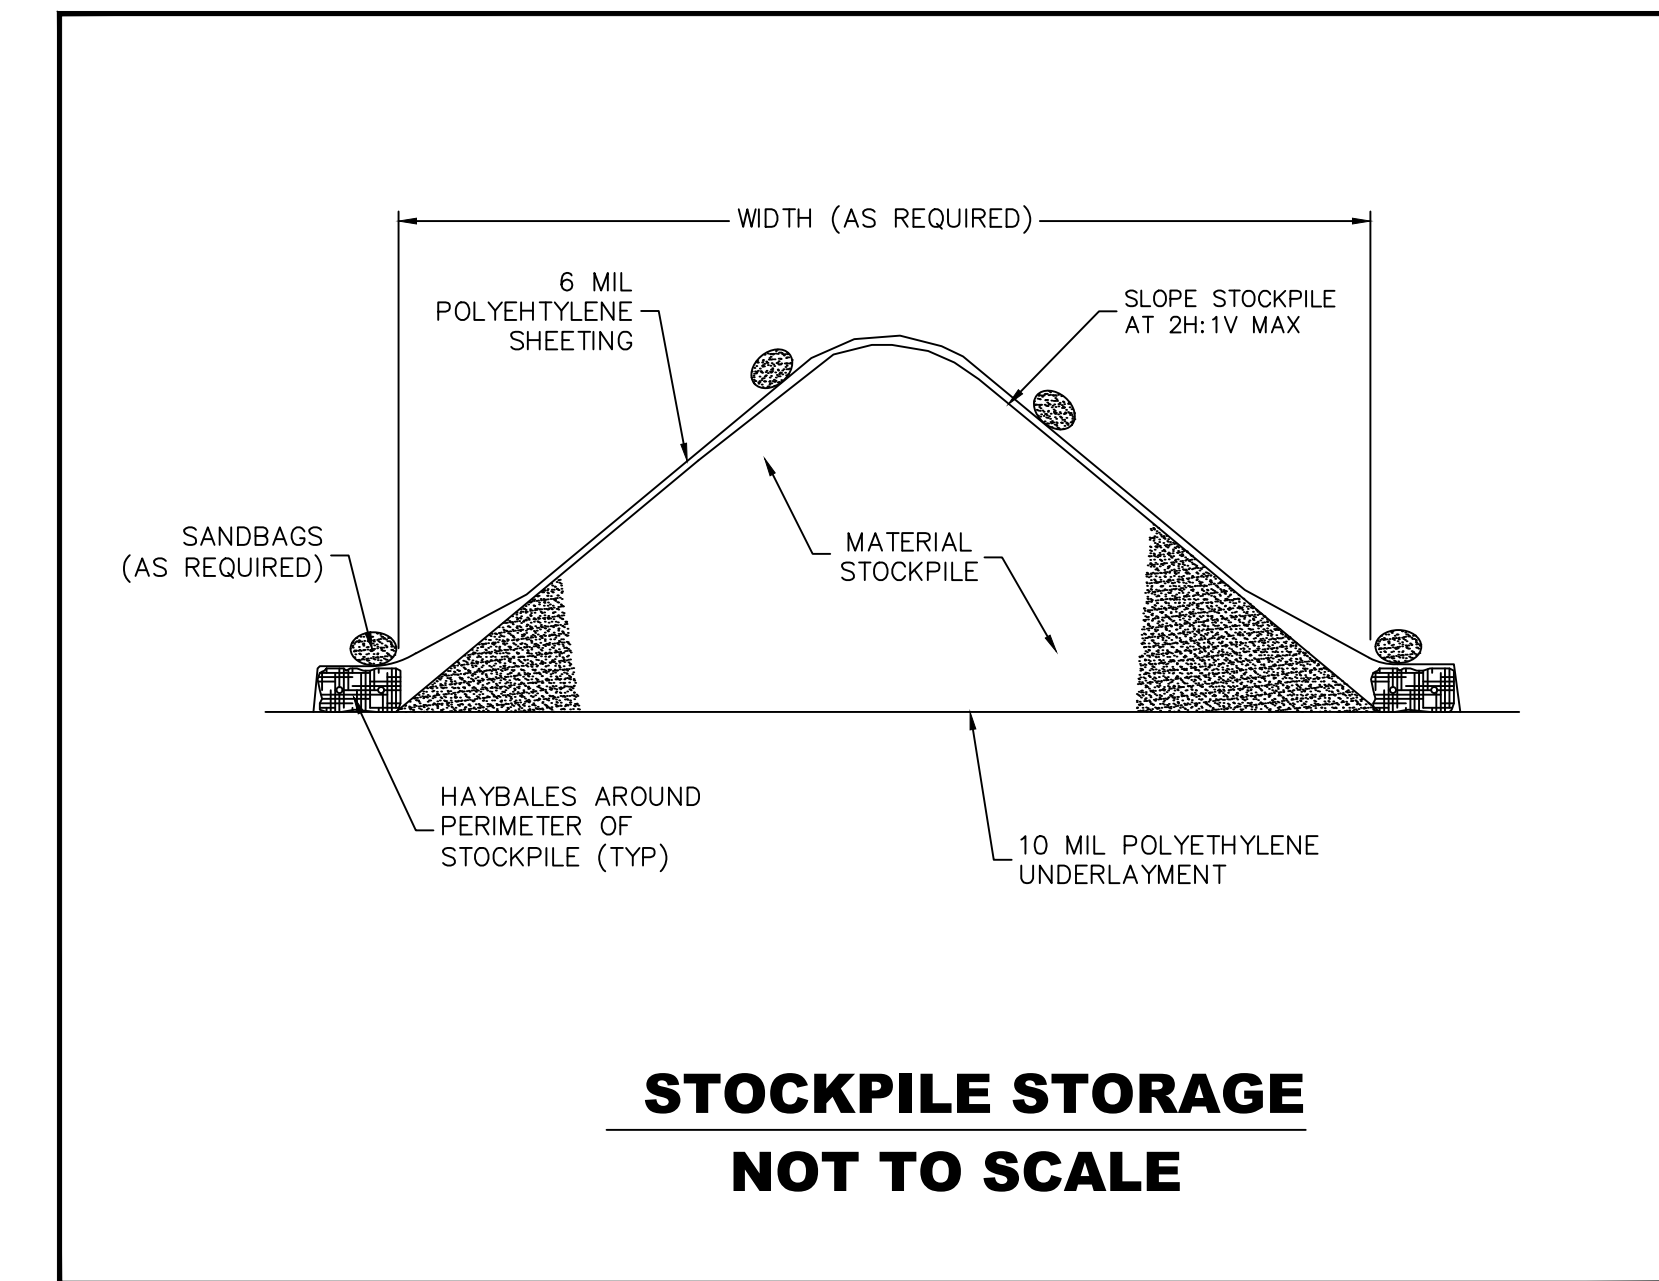 WIDTH (AS REQUIRED)
6 MIL
POLYEHTYLENE
SHEETING
SLOPE STOCKPILE
AT 2H:1V MAX
SANDBAGS
(AS REQUIRED)
MATERIAL
STOCKPILE
HAYBALES AROUND
PERIMETER OF
STOCKPILE (TYP)
10 MIL POLYETHYLENE
UNDERLAYMENT
STOCKPILE STORAGE
NOT TO SCALE